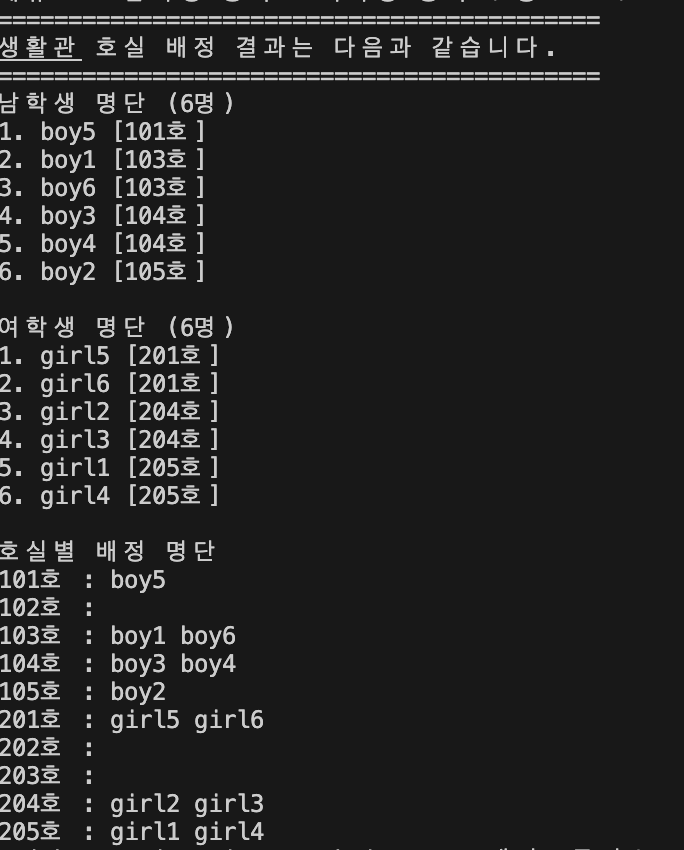 ==========================================
생활관 호실 배정 결과는 다음과 같습니다.
==========================================
남학생 명단 (6명)
1. boy5 [101호]
2. boy1 [103호]
3. boy6 [103호]
4. boy3 [104호]
5. boy4 [104호]
6. boy2 [105호]
여학생 명단 (6명)
1. girl5 [201호]
2. girl6 [201호]
3. girl2 [204호]
4. girl3 [204호]
5. girl1 [205호]
6. girl4 [205호]
호실별 배정 명단
101호 : boy5
102호 :
103호 : boy1 boy6
104호 : boy3 boy4
105호 : boy2
201호 : girl5 girl6
202호 :
203호 :
204호 : girl2 girl3
205호 : girl1 girl4